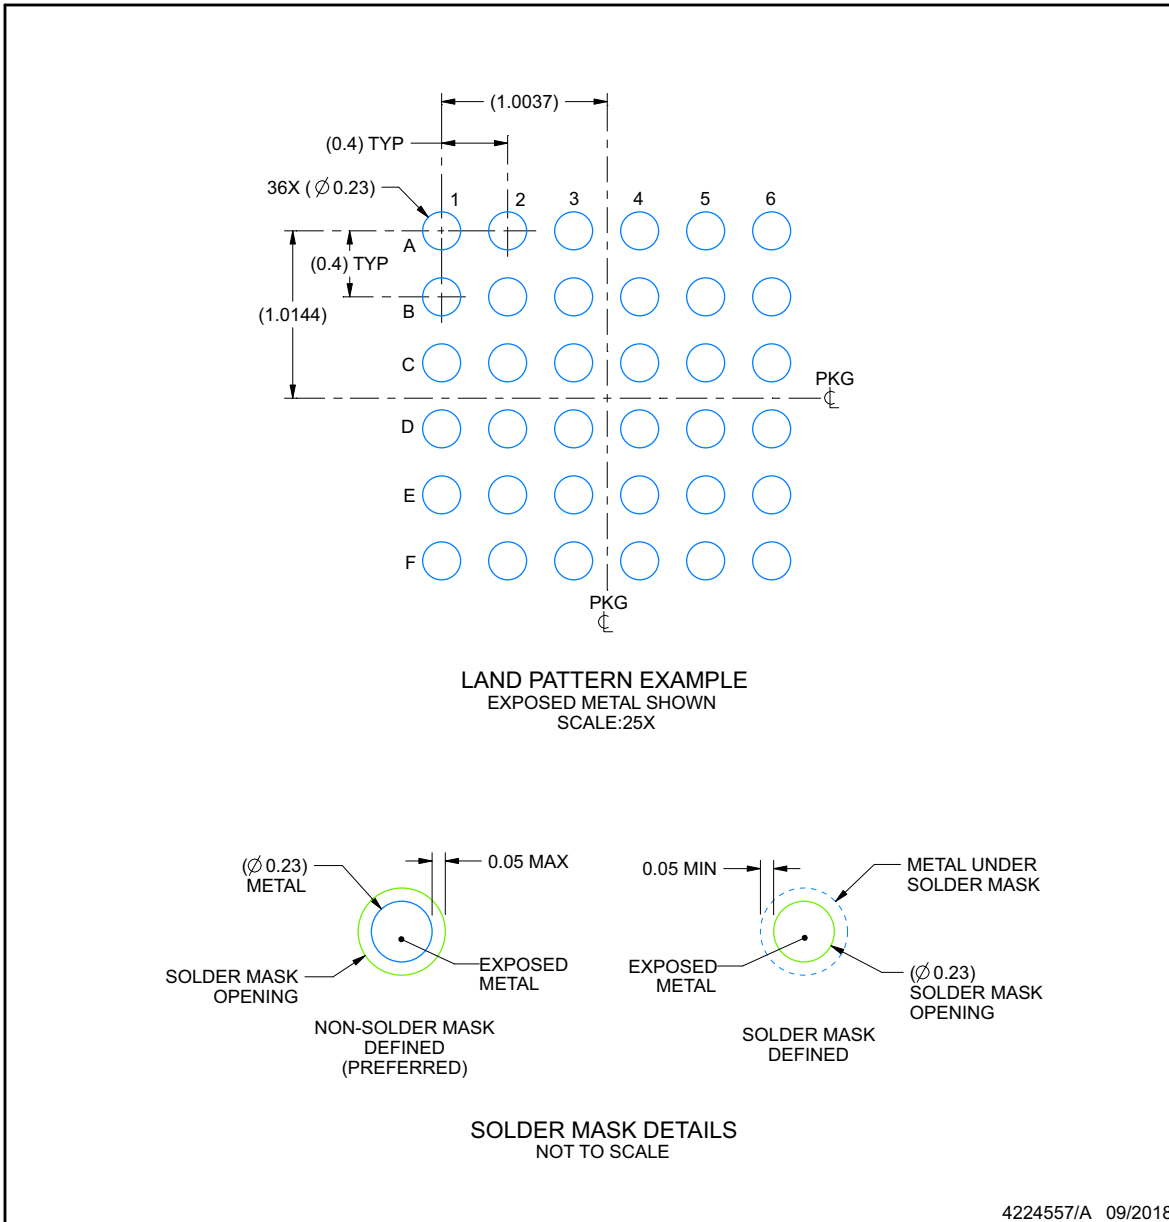 (1.0037)
(0.4) TYP
36X ( Ø 0.23)
1 2 3 4 5 6
A
(0.4) TYP
B
(1.0144)
C
PKG
D
E
F
PKG
LAND PATTERN EXAMPLE
EXPOSED METAL SHOWN
SCALE:25X
(Ø 0.23)
METAL
0.05 MAX
SOLDER MASK
OPENING
EXPOSED
METAL
NON-SOLDER MASK
DEFINED
(PREFERRED)
0.05 MIN
METAL UNDER
SOLDER MASK
EXPOSED
METAL
(Ø 0.23)
SOLDER MASK
OPENING
SOLDER MASK
DEFINED
SOLDER MASK DETAILS
NOT TO SCALE
4224557/A 09/2018